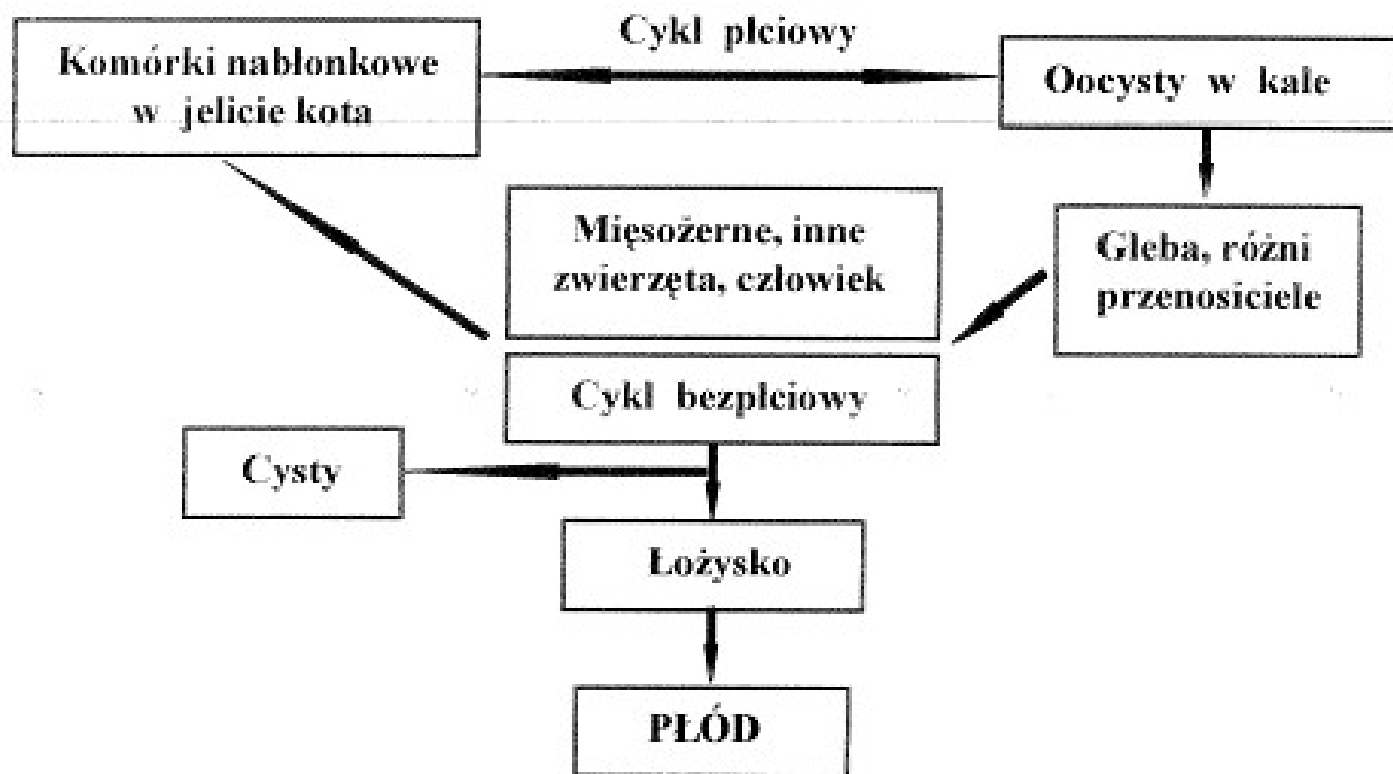 Cykl płciowy
Komórki nabłonkowe
w jelicie kota
Oocysty w kale
Mięsożerne, inne
zwierzęta, człowiek
Gleba, różni
przenosiciele
Cykl bezpłciowy
Cysty
Łożysko
PŁÓD